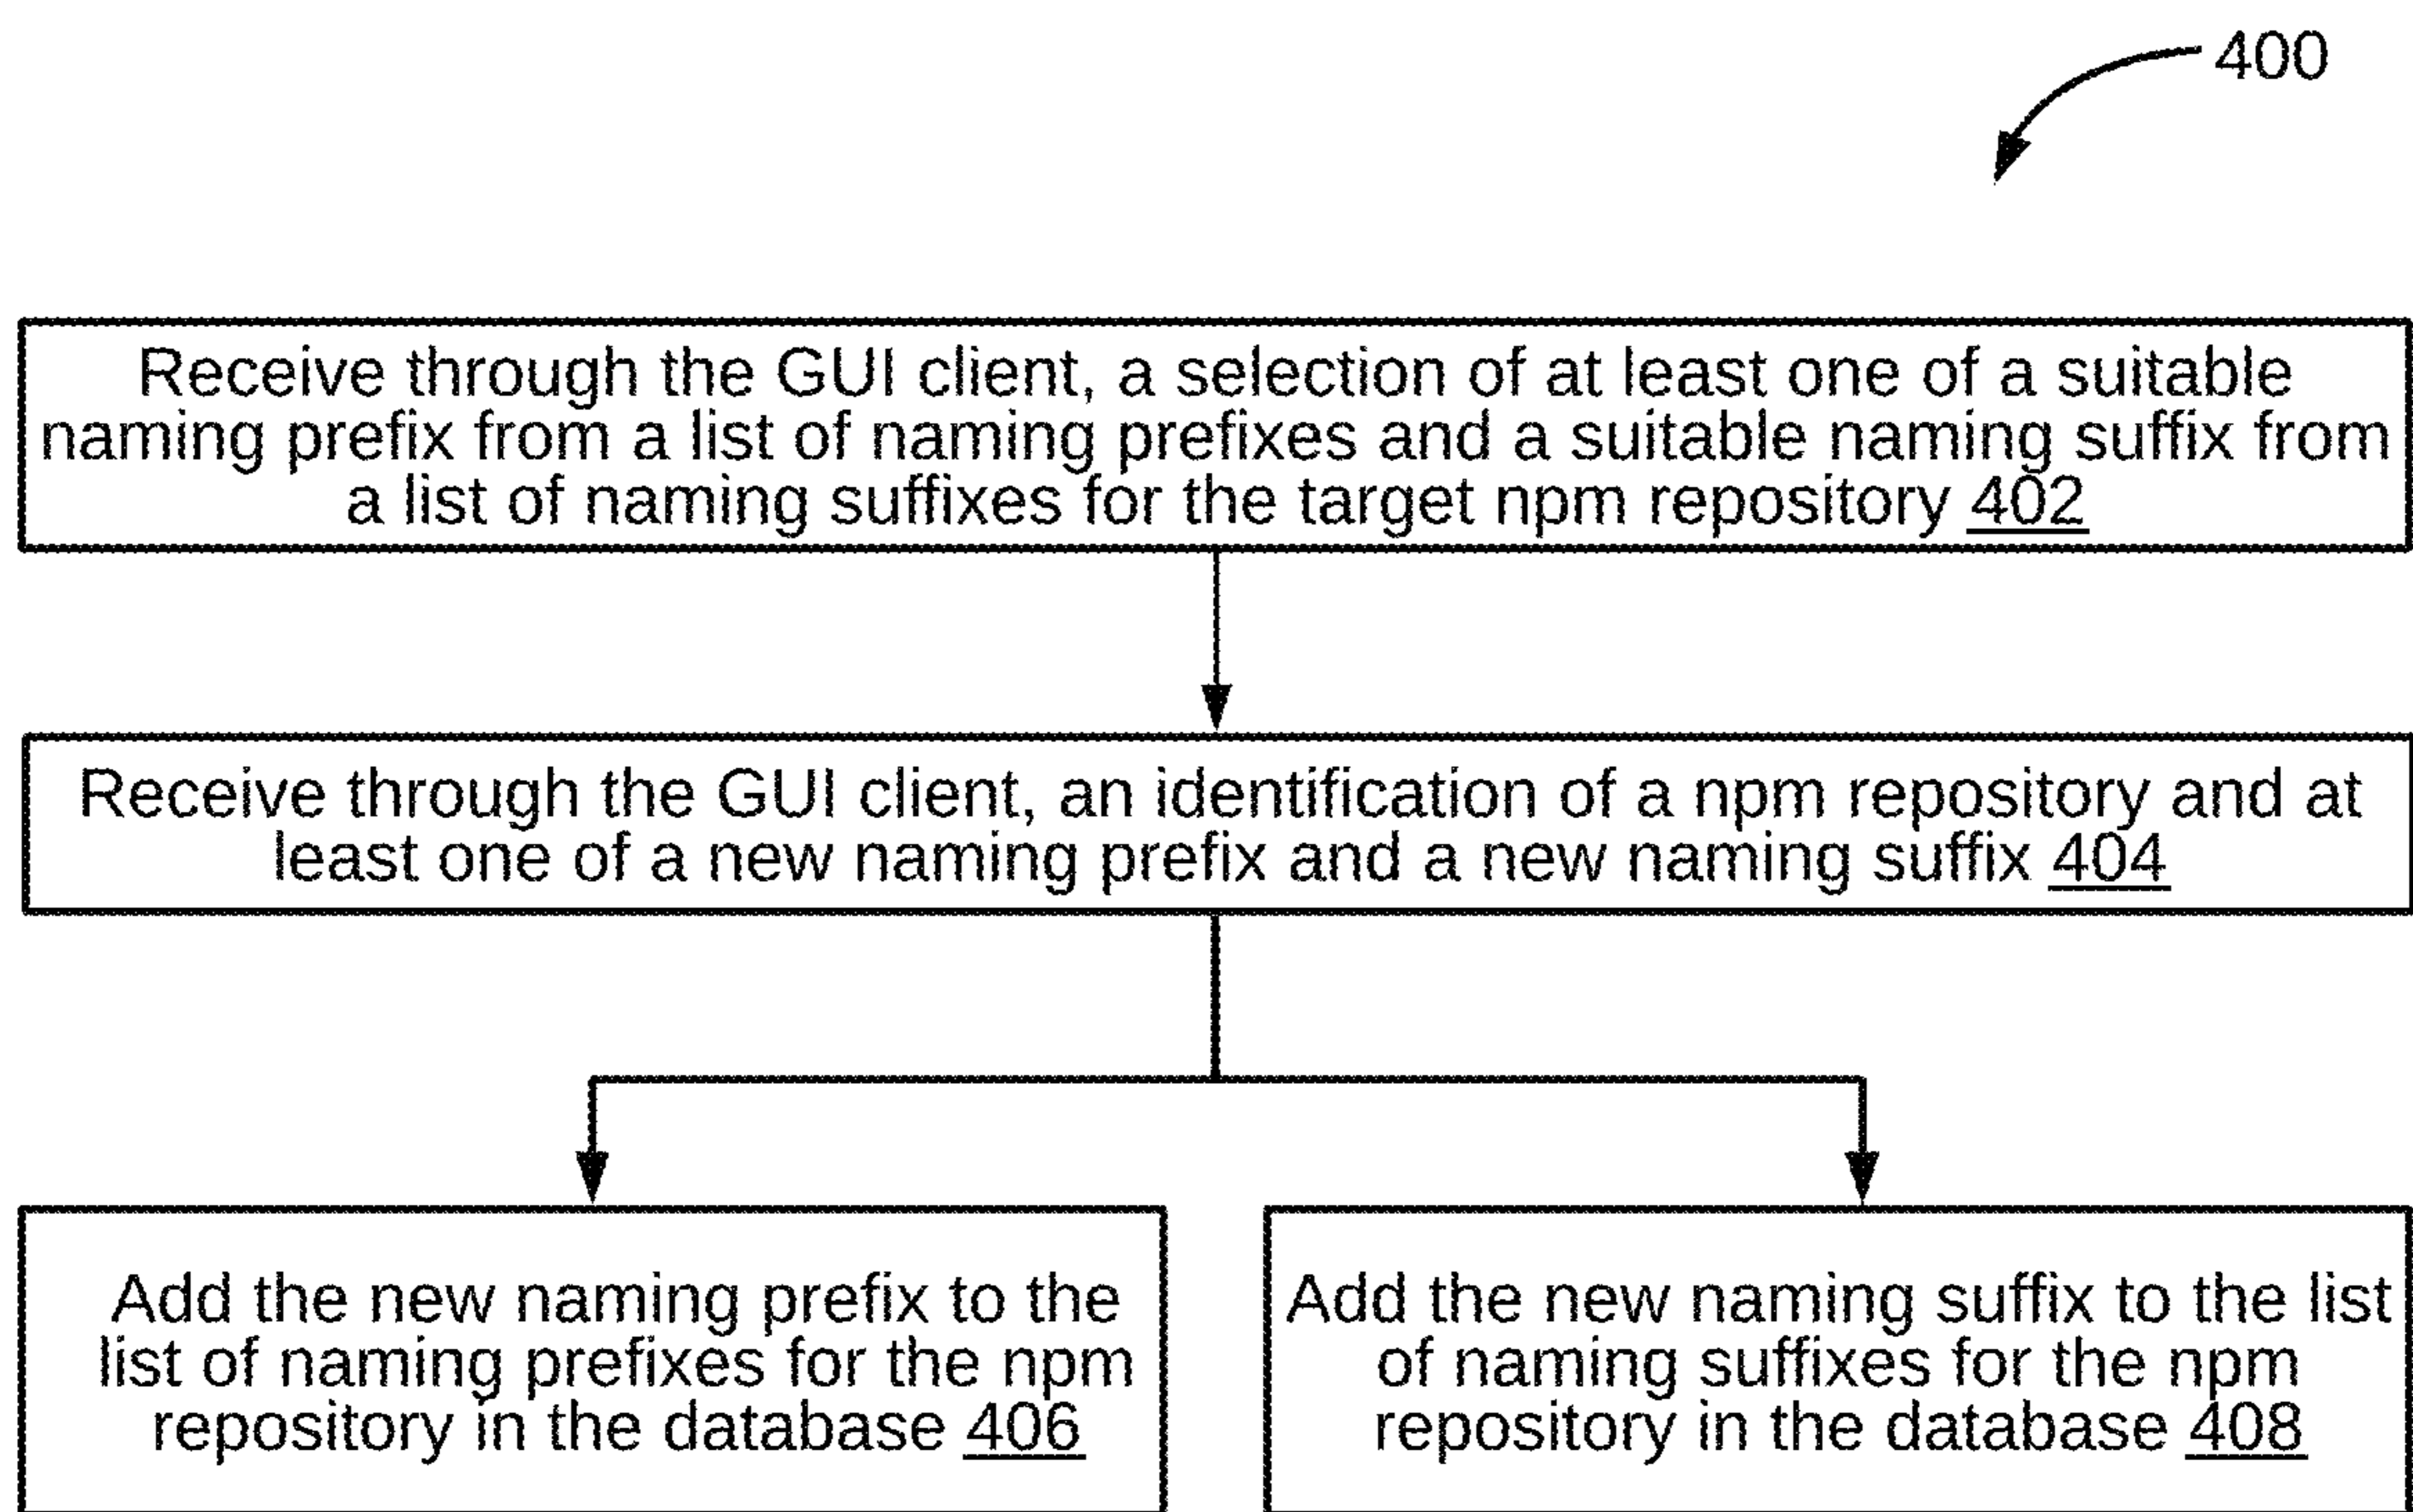 400
Receive through the GUI client, a selection of at least one of a suitable
naming prefix from a list of naming prefixes and a suitable naming suffix from
a list of naming suffixes for the target npm repository 402
Receive through the GUI client, an identification of a npm repository and at
least one of a new naming prefix and a new naming suffix 404
Add the new naming prefix to the
list of naming prefixes for the npm
repository in the database 406
Add the new naming suffix to the list
of naming suffixes for the npm
repository in the database 408